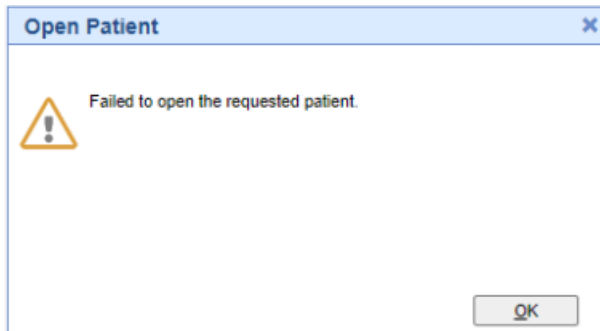 Open Patient
Failed to open the requested patient.
OK